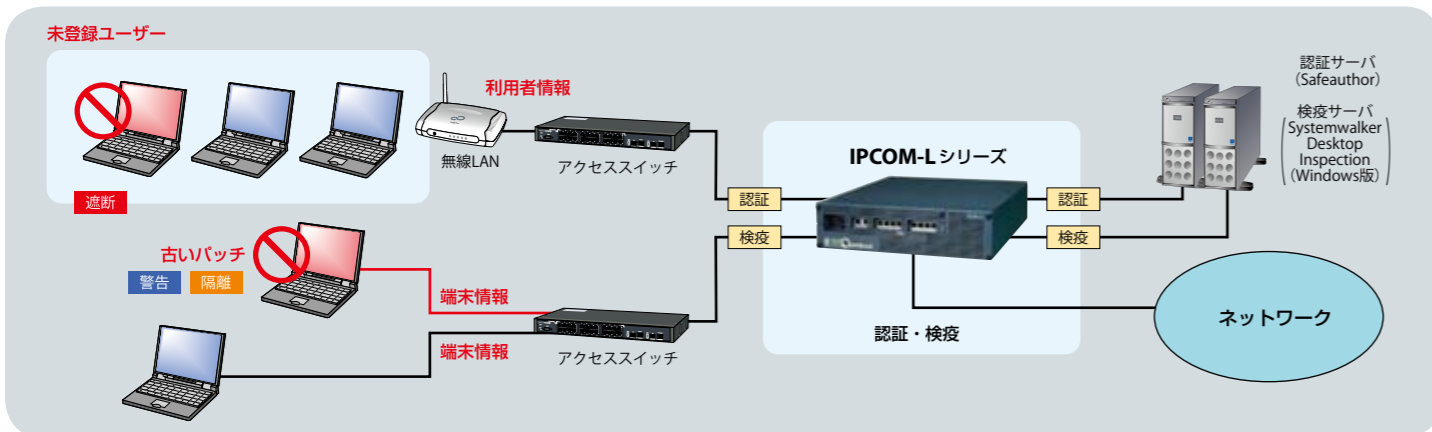 未登録ユーザー
遮断
無線LAN
利用者情報
アクセススイッチ
古いパッチ
警告
隔離
端末情報
端末情報
アクセススイッチ
認証
検疫
IPCOM-Lシリーズ
認証・検疫
認証
検疫
認証サーバ
(Safeauthor)
検疫サーバ
(Systemwalker
Desktop
Inspection
(Windows版))
ネットワーク